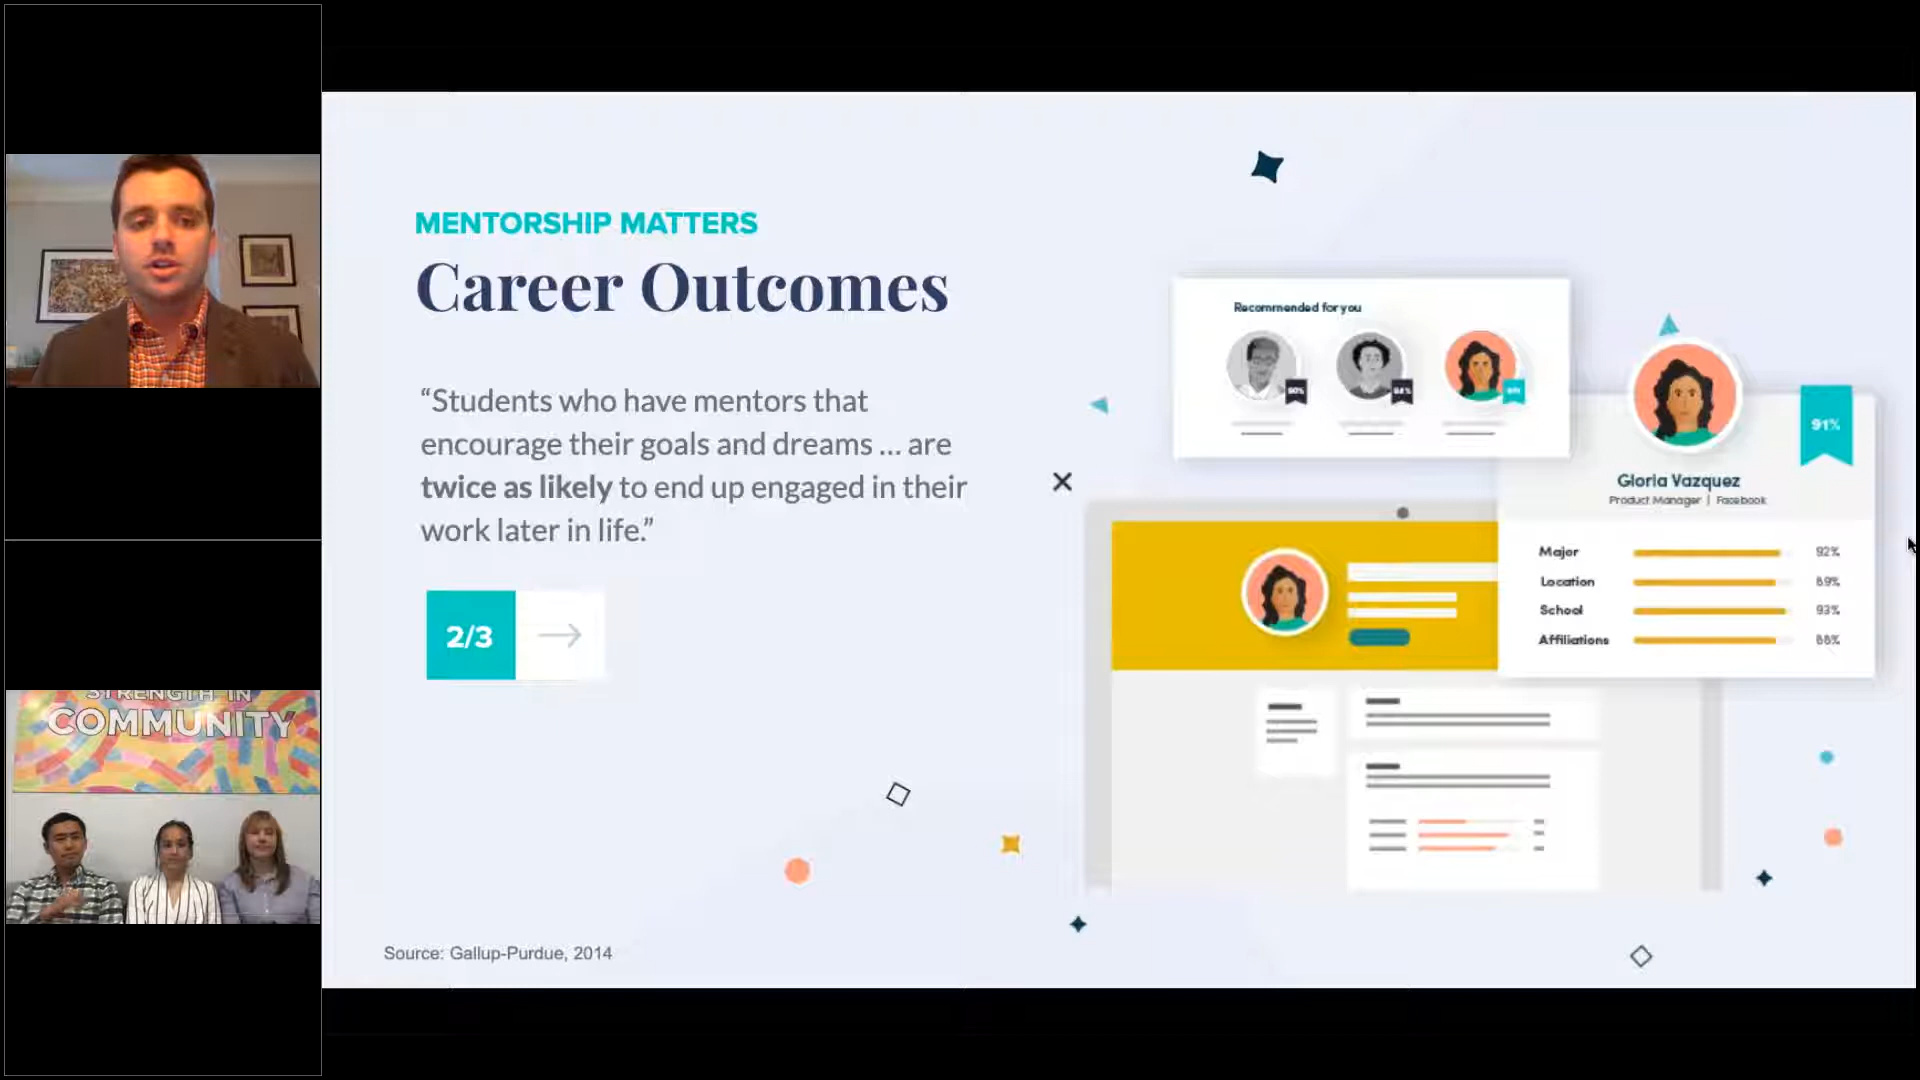 MENTORSHIP MATTERS
Career Outcomes
“Students who have mentors that
encourage their goals and dreams ... are
twice as likely to end up engaged in their
work later in life.”
2/3
Source: Gallup-Purdue, 2014
Recommended for you
91%
Gloria Vazquez
Product Manager | Facebook
Major 92%
Location 89%
School 93%
Affiliations 88%
STRENGTH IN
COMMUNITY